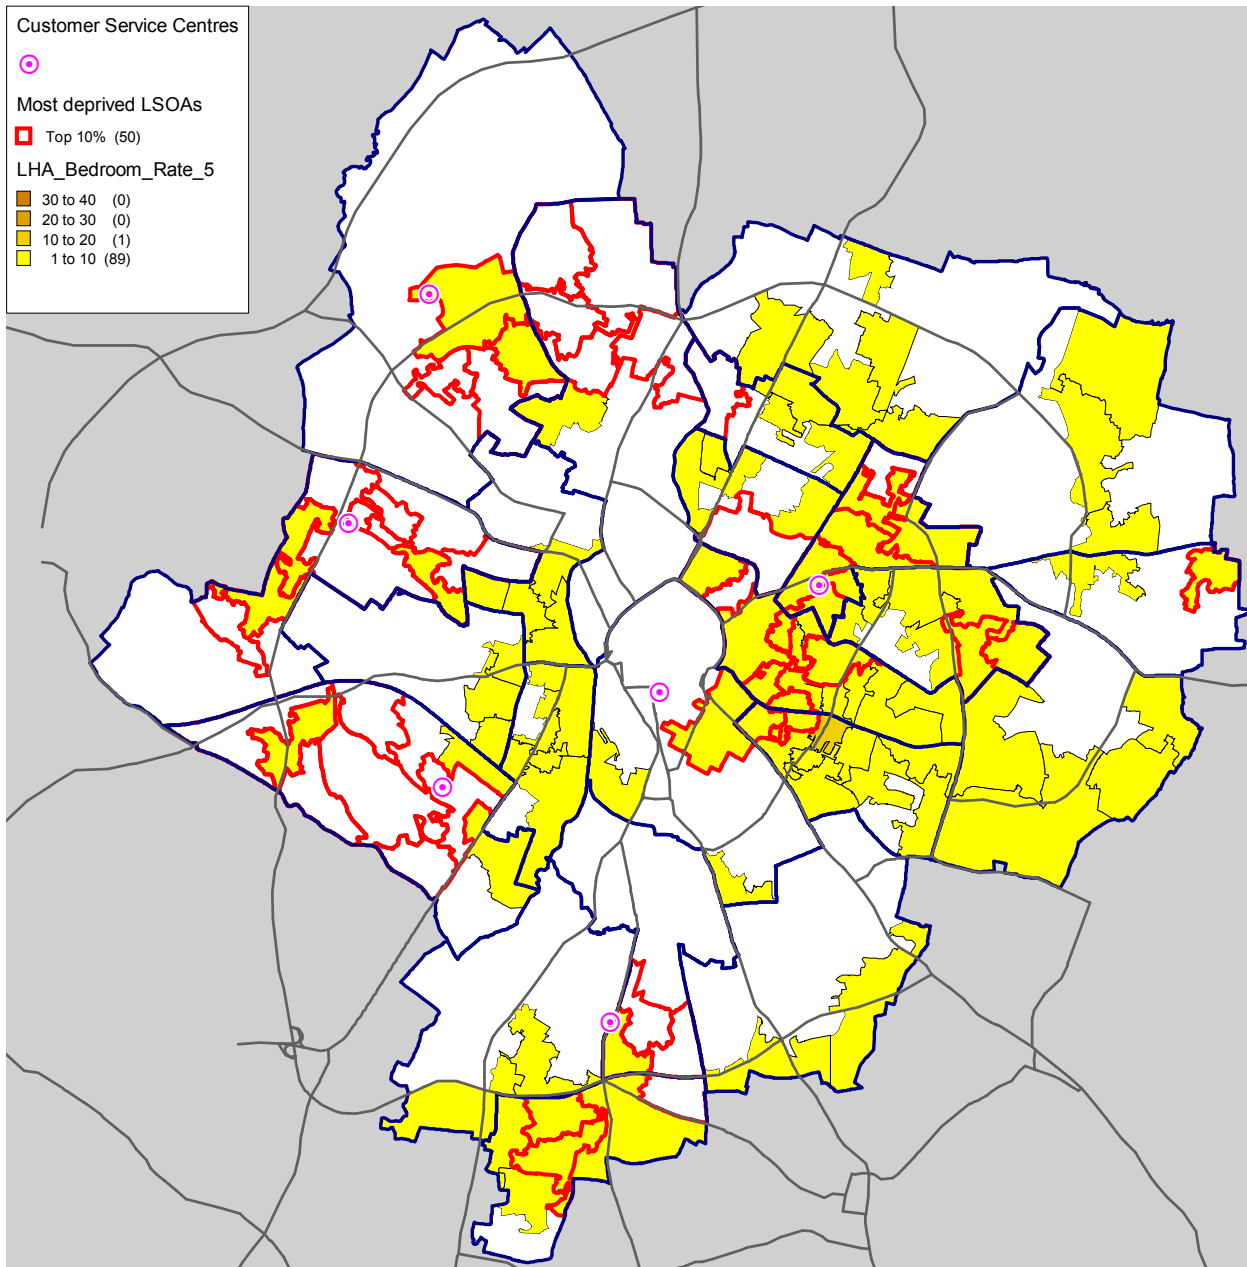 Customer Service Centres
Most deprived LSOAs
Top 10% (50)
LHA_Bedroom_Rate_5
30 to 40 (0)
20 to 30 (0)
10 to 20 (1)
1 to 10 (89)